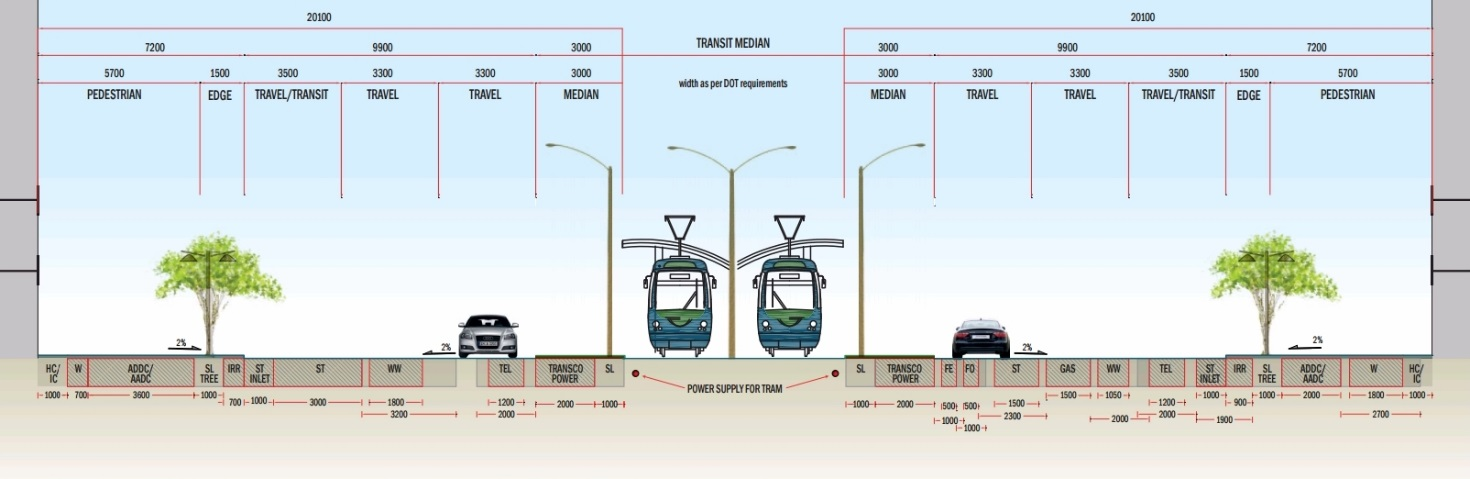 20100 20100
7200 9900 3000 TRANSIT MEDIAN 3000 9900 7200
5700 1500 3500 3300 3300 3000 width as per DOT requirements 3000 3300 3300 3500 1500 5700
PEDESTRIAN EDGE TRAVEL/TRANSIT TRAVEL TRAVEL MEDIAN MEDIAN TRAVEL TRAVEL TRAVEL/TRANSIT EDGE PEDESTRIAN
2% 2% 2% 2%
HC/ W ADDC/ SL IRR ST ST WW TEL TRANSCO SL SL TRANSCO FE FO ST GAS WW TEL ST IRR SL ADDC/ W HC/
IC AADC TREE INLET POWER POWER INLET TREE AADC IC
POWER SUPPLY FOR TRAM
1000 700 3600 1000 700 1000 3000 1800 1200 2000 1000 1000 2000 500 500 1500 1500 1050 1200 1000 900 1000 2000 1800 1000
3200 2000 1000 1000 2300 2000 2000 1900 2700